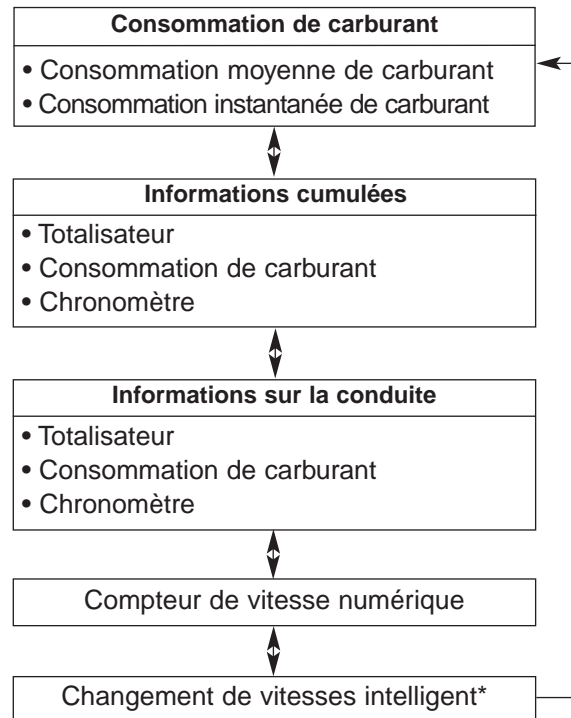 Consommation de carburant
• Consommation moyenne de carburant
• Consommation instantanée de carburant
Informations cumulées
• Totalisateur
• Consommation de carburant
• Chronomètre
Informations sur la conduite
• Totalisateur
• Consommation de carburant
• Chronomètre
Compteur de vitesse numérique
Changement de vitesses intelligent*